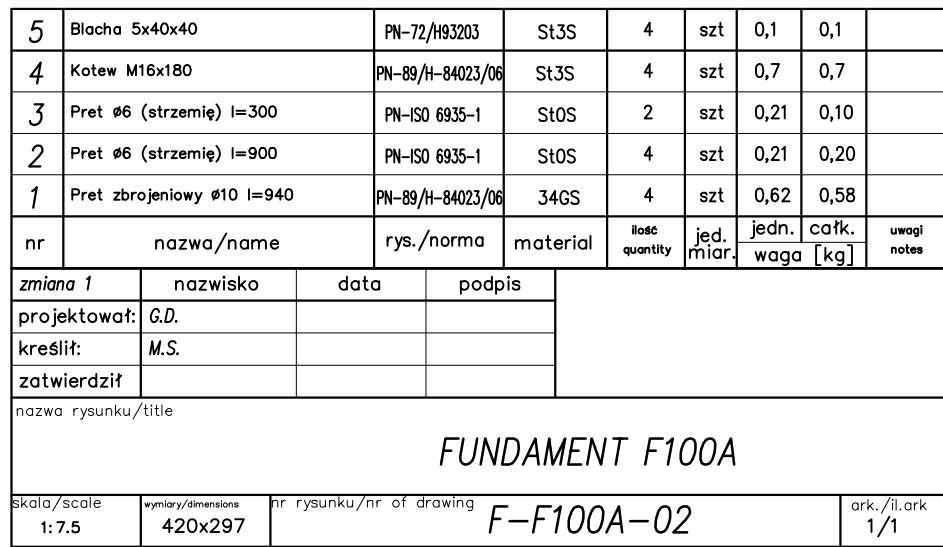 5 Blacha 5x40x40 PN-72/H93203 St3S 4 szt 0,1 0,1
4 Kotew M16x180 PN-89/H-84023/06 St3S 4 szt 0,7 0,7
3 Pret ø6 (strzemię) l=300 PN-ISO 6935-1 St0S 2 szt 0,21 0,10
2 Pret ø6 (strzemię) l=900 PN-ISO 6935-1 St0S 4 szt 0,21 0,20
1 Pret zbrojeniowy ø10 l=940 PN-89/H-84023/06 34GS 4 szt 0,62 0,58
nr nazwa/name rys./norma material ilość quantity jed. miar. jedn. całk. waga [kg] uwagi notes
zmiana 1 nazwisko data podpis
projektował: G.D.
kreślił: M.S.
zatwierdził
nazwa rysunku/title
FUNDAMENT F100A
skala/scale wymiary/dimensions nr rysunku/nr of drawing ark./il.ark
1:7.5 420x297 F-F100A-02 1/1